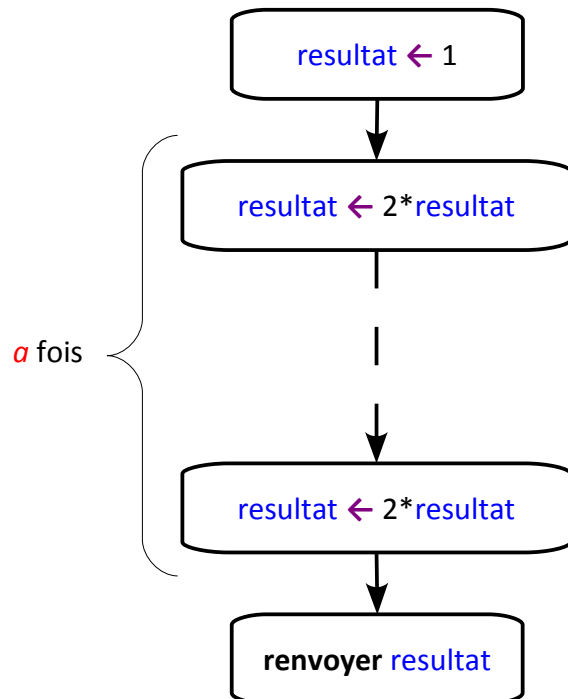 resultat ← 1
resultat ← 2*resultat
a fois
resultat ← 2*resultat
renvoyer resultat